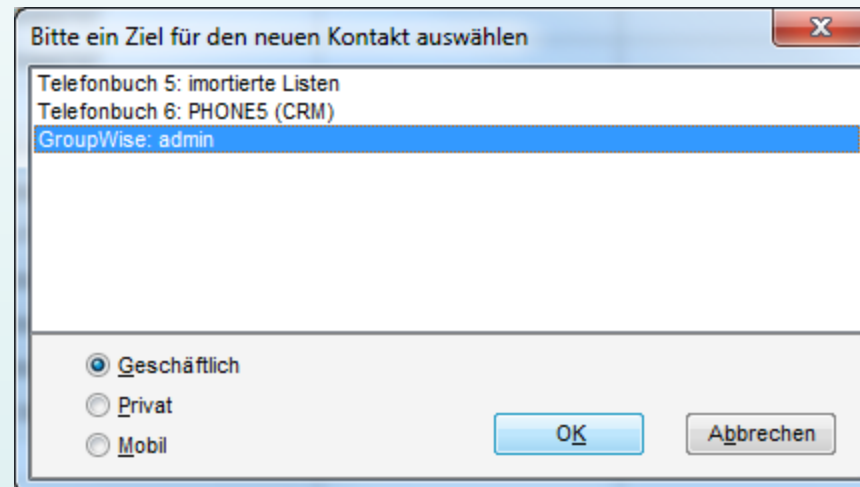 Bitte ein Ziel für den neuen Kontakt auswählen
Telefonbuch 5: imortierte Listen
Telefonbuch 6: PHONE5 (CRM)
GroupWise: admin
Geschäftlich
Privat
Mobil
OK
Abbrechen